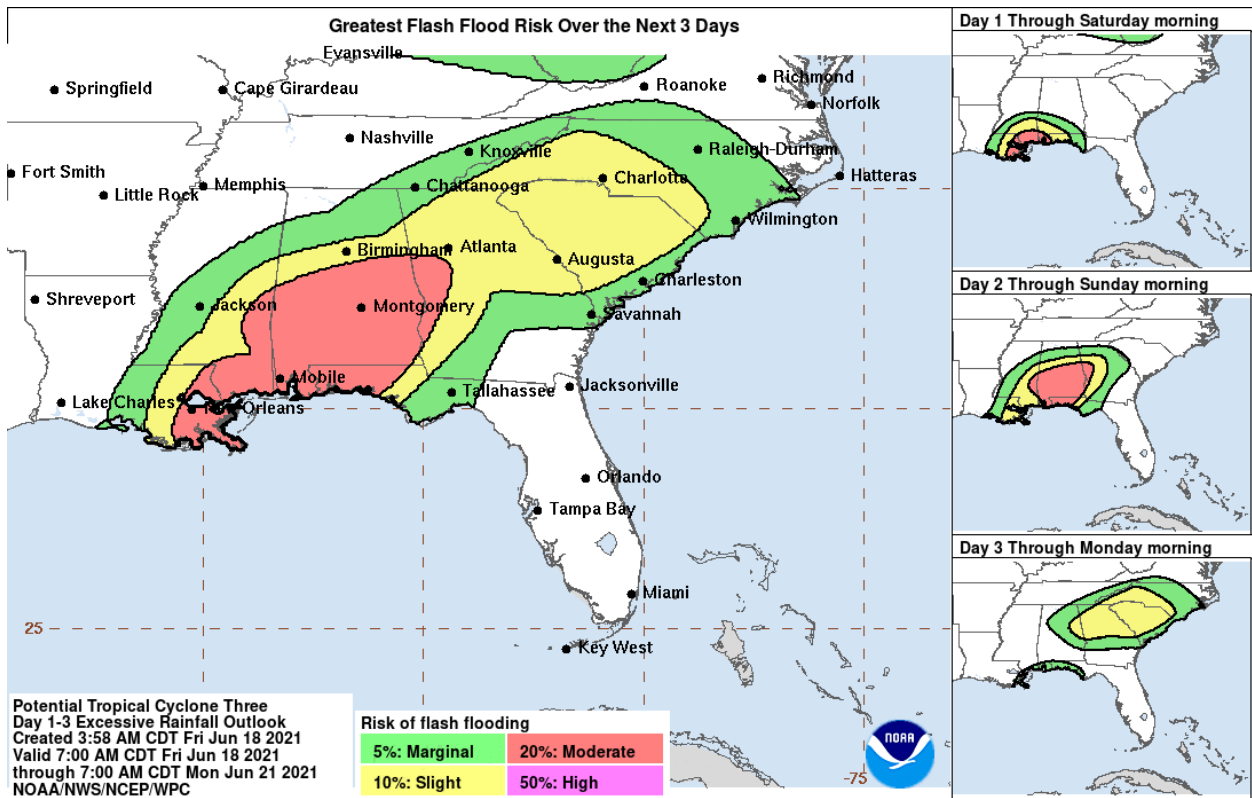 Greatest Flash Flood Risk Over the Next 3 Days
Evansville
Springfield
Cape Girardeau
Roanoke
Richmond
Norfolk
Nashville
Knoxville
Raleigh-Durham
Fort Smith
Little Rock
Memphis
Chattanooga
Charlotte
Hatteras
Wilmington
Birmingham
Atlanta
Augusta
Charleston
Shreveport
Jackson
Montgomery
Savannah
Mobile
Tallahassee
Jacksonville
Lake Charles
New Orleans
Orlando
Tampa Bay
Miami
25
Key West
-75
Potential Tropical Cyclone Three
Day 1-3 Excessive Rainfall Outlook
Created 3:58 AM CDT Fri Jun 18 2021
Valid 7:00 AM CDT Fri Jun 18 2021
through 7:00 AM CDT Mon Jun 21 2021
NOAA/NWS/NCEP/WPC
Risk of flash flooding
5%: Marginal
20%: Moderate
10%: Slight
50%: High
NOAA
Day 1 Through Saturday morning
Day 2 Through Sunday morning
Day 3 Through Monday morning